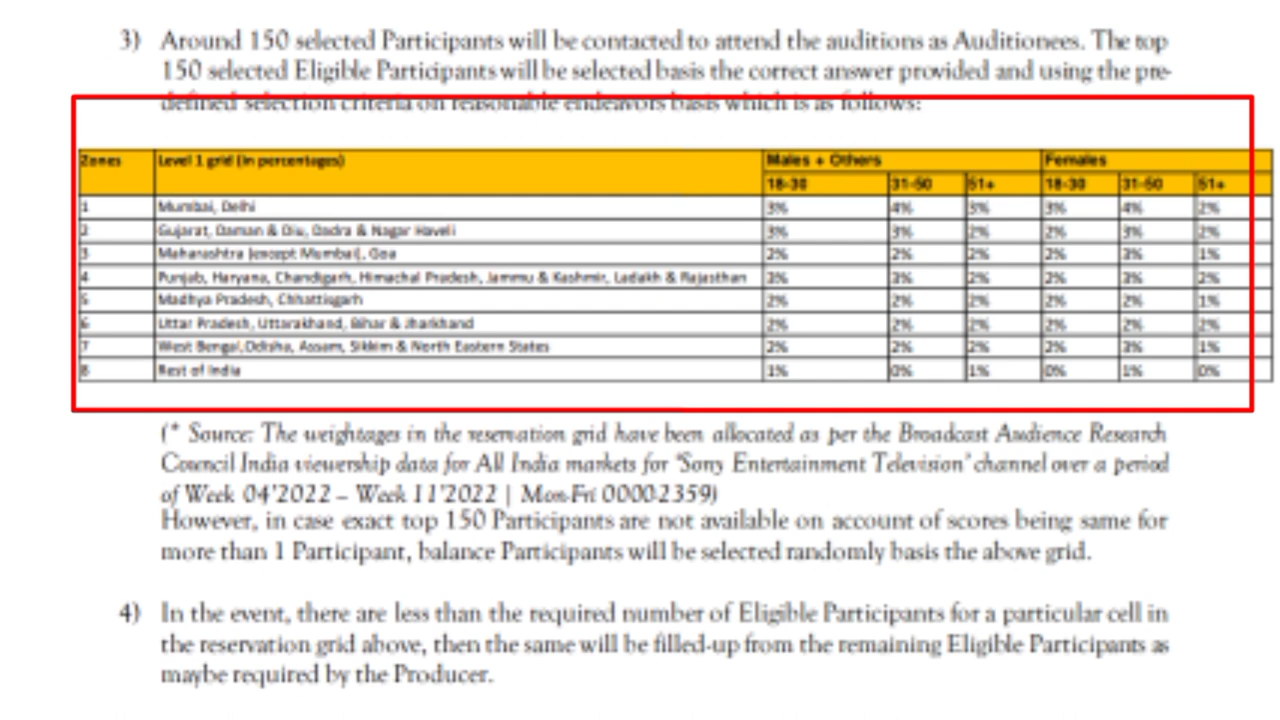 3) Around 150 selected Participants will be contacted to attend the auditions as Auditionees. The top
150 selected Eligible Participants will be selected basis the correct answer provided and using the pre-
defined selection criteria on reasonable endeavors basis which is as follows:
Zones Level 1 grid (in percentages) Males + Others Females
18-30 31-50 51+ 18-30 31-50 51+
1 Mumbai, Delhi 3% 4% 3% 3% 4% 2%
2 Gujarat, Daman & Diu, Dadra & Nagar Haveli 3% 3% 2% 2% 3% 2%
3 Maharashtra (except Mumbai), Goa 2% 2% 2% 2% 3% 1%
4 Punjab, Haryana, Chandigarh, Himachal Pradesh, Jammu & Kashmir, Ladakh & Rajasthan 3% 3% 2% 2% 3% 2%
5 Madhya Pradesh, Chhattisgarh 2% 2% 2% 2% 2% 1%
6 Uttar Pradesh, Uttarakhand, Bihar & Jharkhand 2% 2% 2% 2% 2% 2%
7 West Bengal,Odisha, Assam, Sikkim & North Eastern States 2% 2% 2% 2% 3% 1%
8 Rest of India 1% 0% 1% 0% 1% 0%
(* Source: The weightages in the reservation grid have been allocated as per the Broadcast Audience Research
Council India viewership data for All India markets for 'Sony Entertainment Television' channel over a period
of Week 04'2022 – Week 11'2022 | Mon-Fri 0000-2359)
However, in case exact top 150 Participants are not available on account of scores being same for
more than 1 Participant, balance Participants will be selected randomly basis the above grid.
4) In the event, there are less than the required number of Eligible Participants for a particular cell in
the reservation grid above, then the same will be filled-up from the remaining Eligible Participants as
maybe required by the Producer.